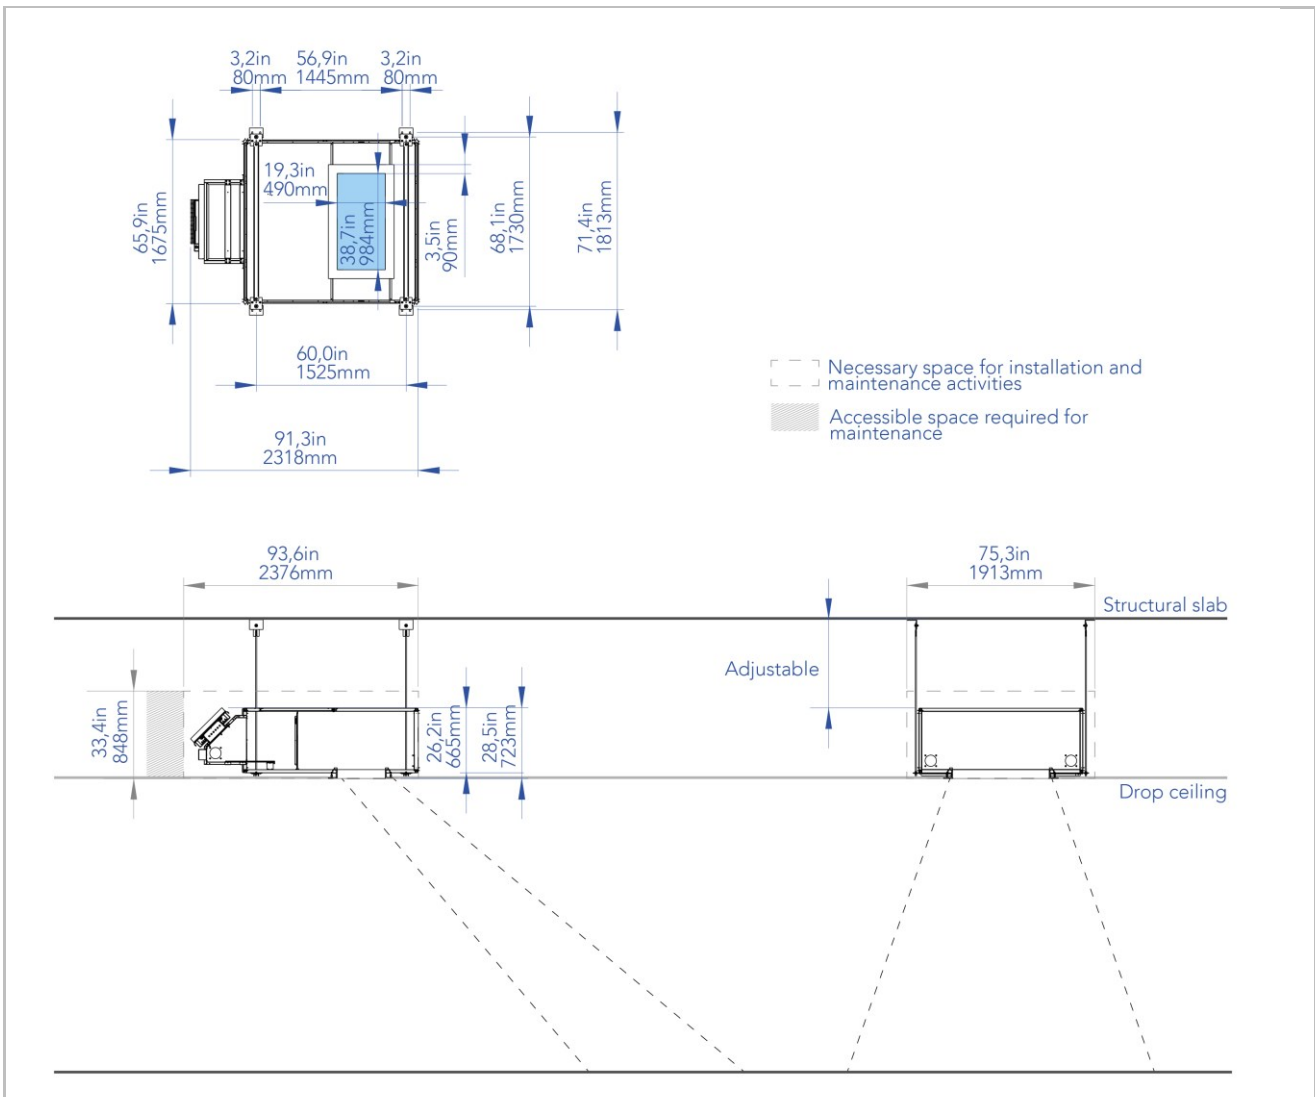 3,2in
80mm
56,9in
1445mm
3,2in
80mm
19,3in
490mm
38,7in
984mm
65,9in
1675mm
3,5in
90mm
68,1in
1730mm
71,4in
1813mm
60,0in
1525mm
91,3in
2318mm
Necessary space for installation and
maintenance activities
Accessible space required for
maintenance
93,6in
2376mm
75,3in
1913mm
Structural slab
Adjustable
33,4in
848mm
26,2in
665mm
28,5in
723mm
Drop ceiling